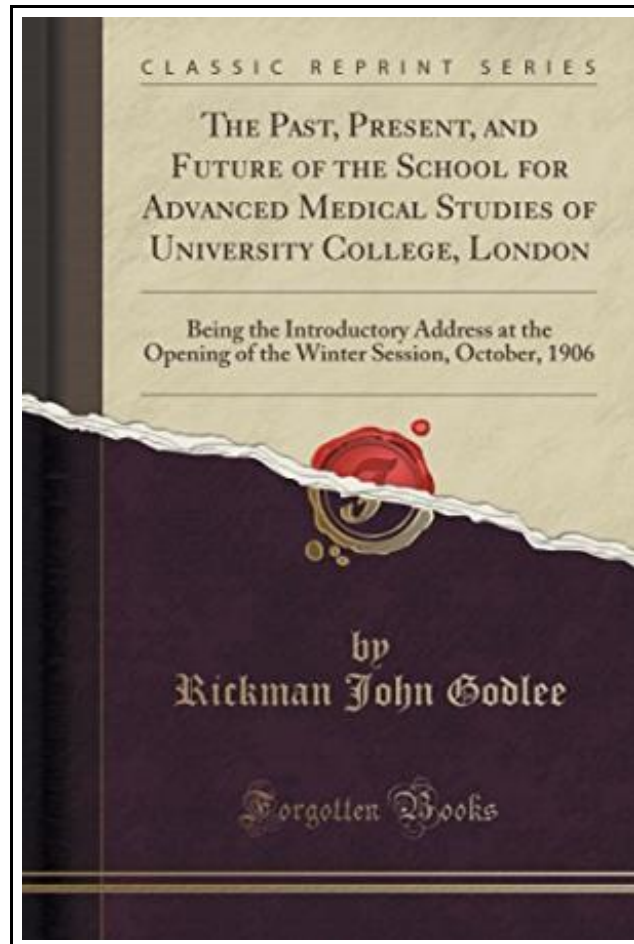 CLASSIC REPRINT SERIES
THE PAST, PRESENT, AND
FUTURE OF THE SCHOOL FOR
ADVANCED MEDICAL STUDIES OF
UNIVERSITY COLLEGE, LONDON
Being the Introductory Address at the
Opening of the Winter Session, October, 1906
by
Rickman John Godlee
Forgotten Books